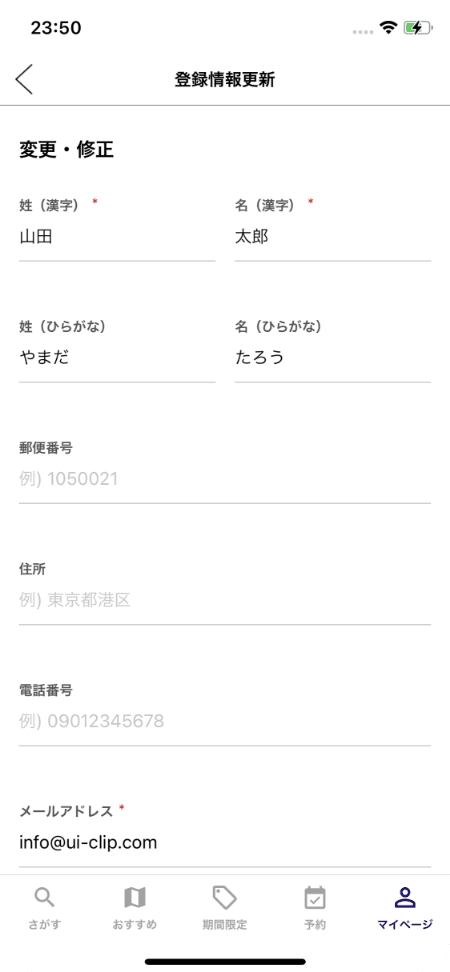 23:50
登録情報更新
変更・修正
姓（漢字） * 名（漢字） *
山田 太郎
姓（ひらがな） 名（ひらがな）
やまだ たろう
郵便番号
例) 1050021
住所
例) 東京都港区
電話番号
例) 09012345678
メールアドレス *
info@ui-clip.com
さがす おすすめ 期間限定 予約 マイページ